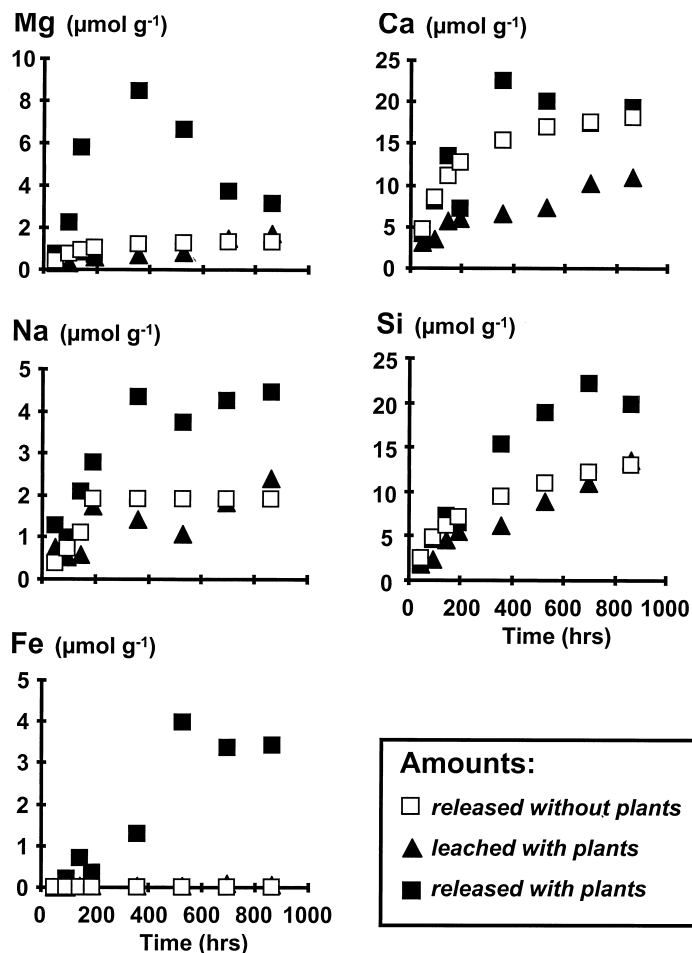 Mg (μmol g⁻¹)
10
8
6
4
2
0
Ca (μmol g⁻¹)
25
20
15
10
5
0
Na (μmol g⁻¹)
5
4
3
2
1
0
Si (μmol g⁻¹)
25
20
15
10
5
0
0 200 400 600 800 1000
Time (hrs)
Fe (μmol g⁻¹)
5
4
3
2
1
0
0 200 400 600 800 1000
Time (hrs)
Amounts:
released without plants
leached with plants
released with plants